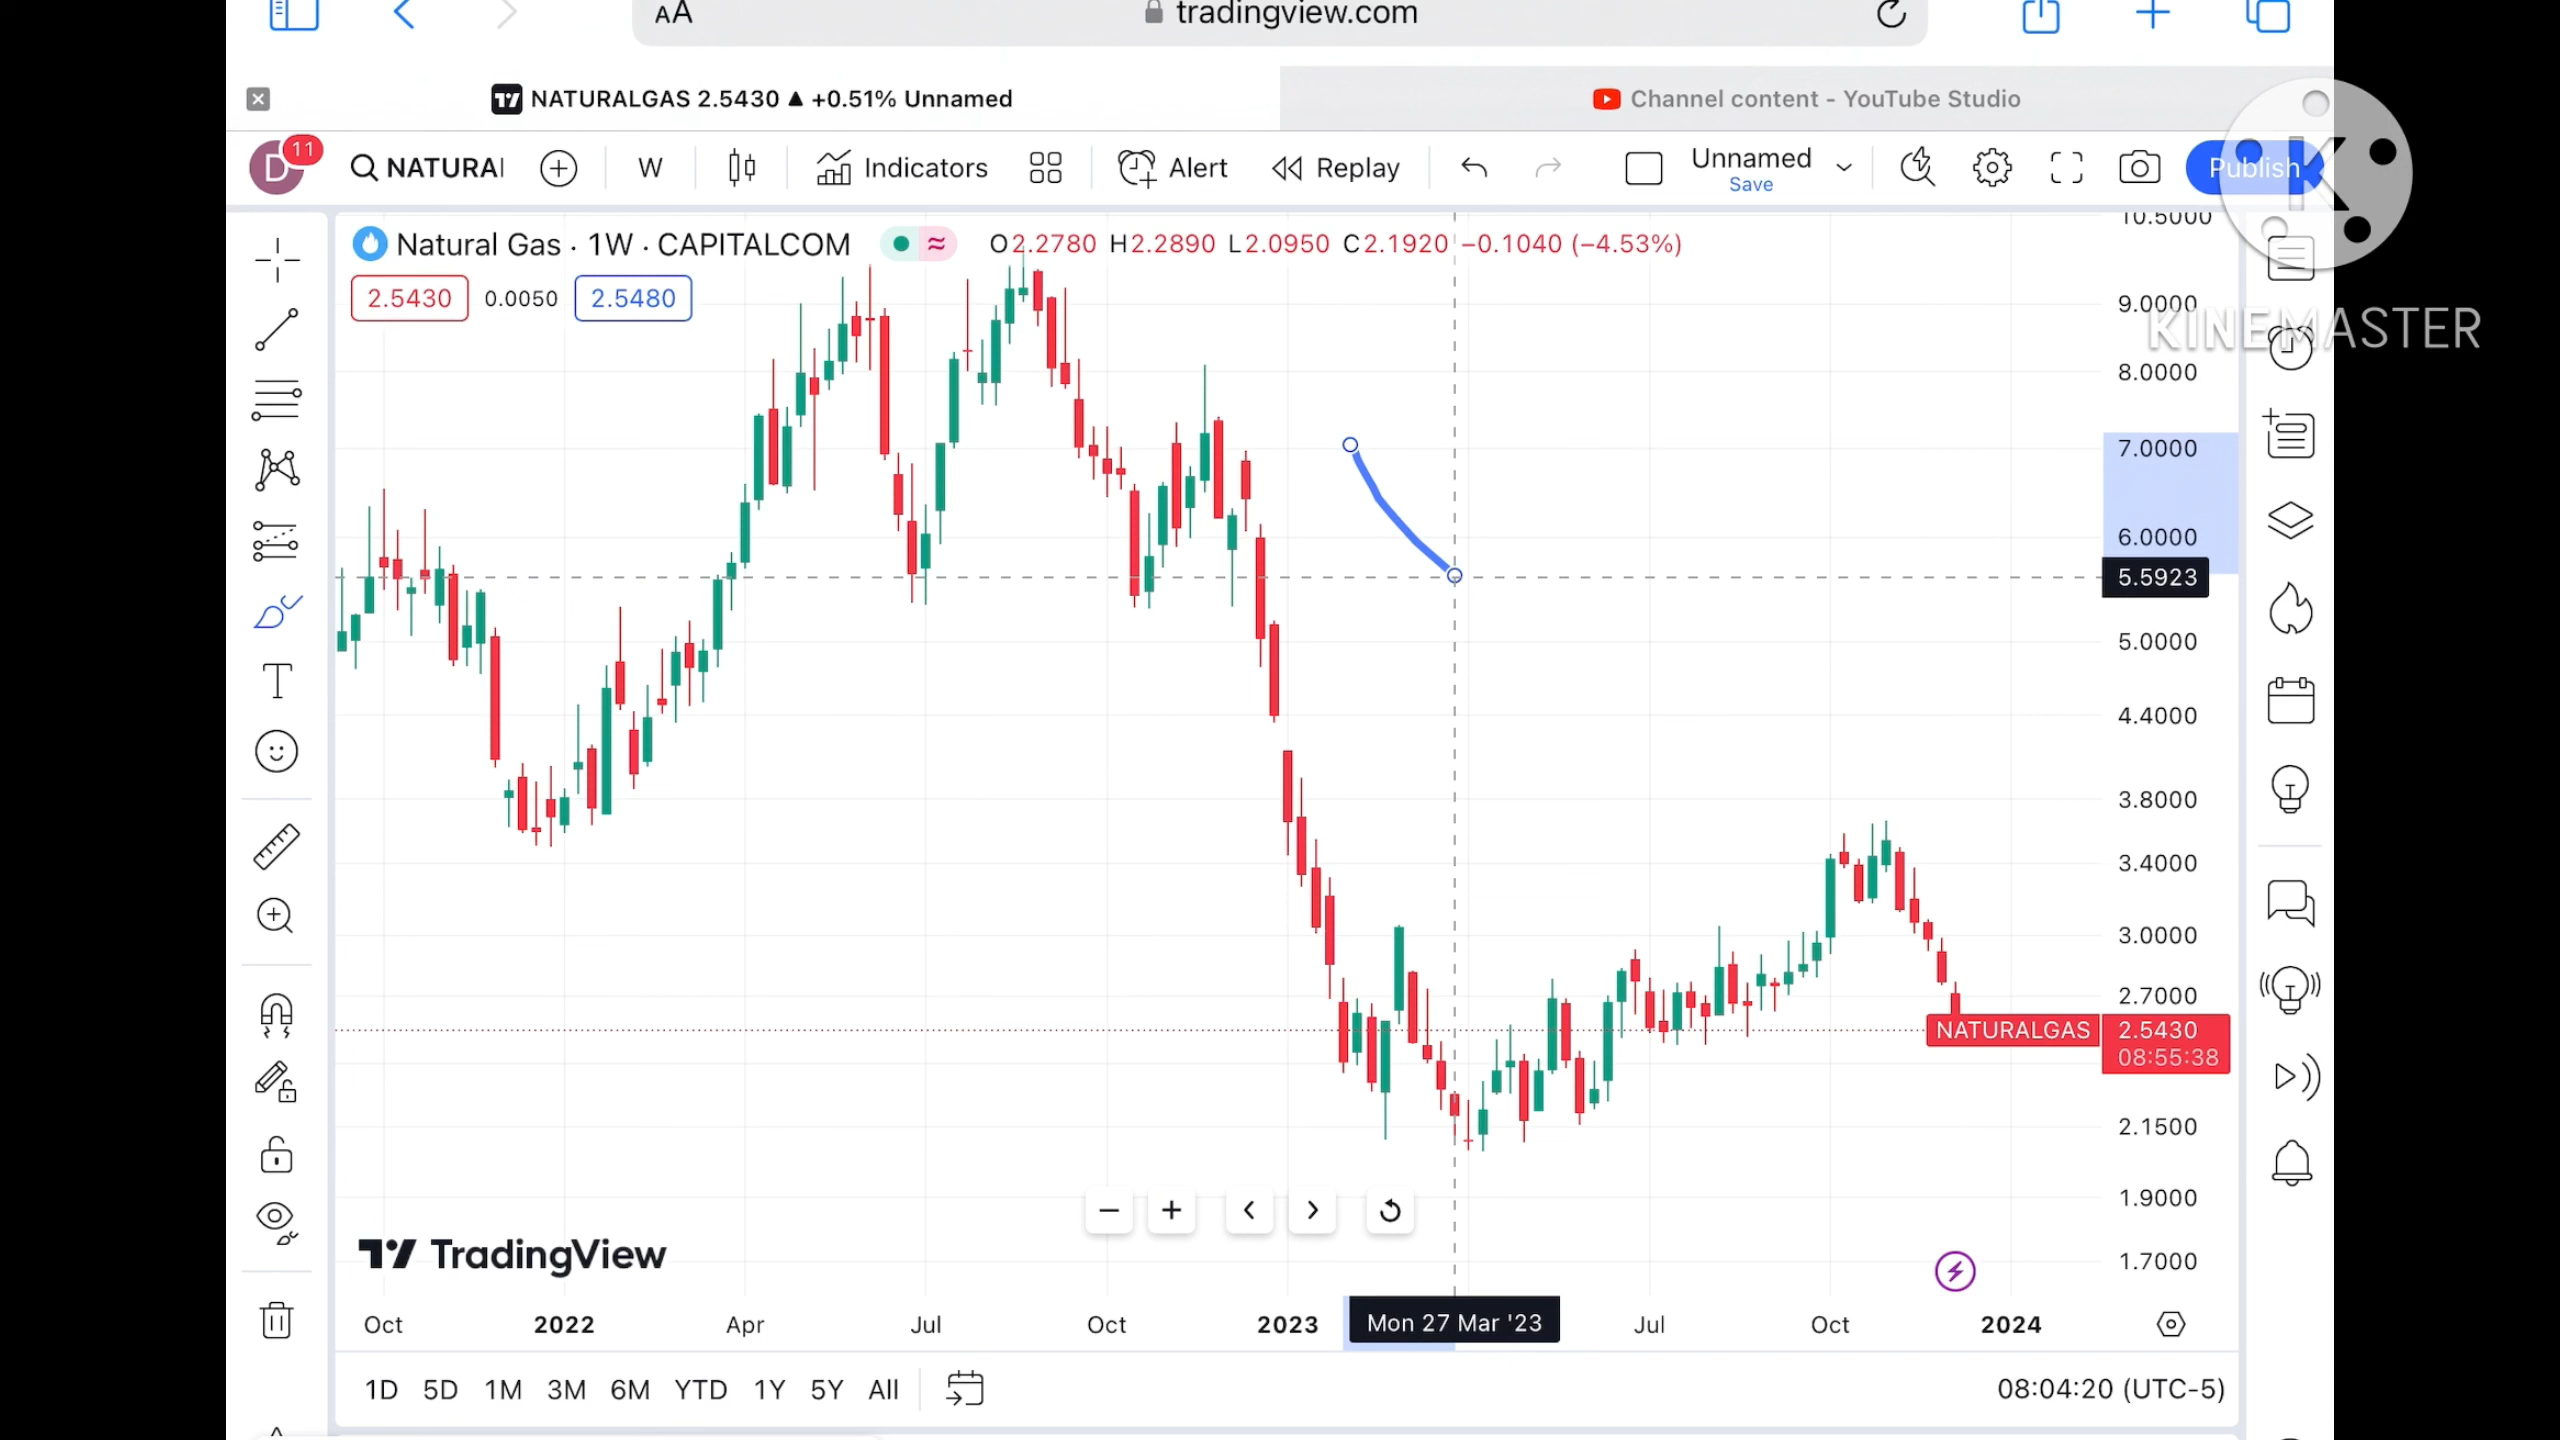 AA
tradingview.com
NATURALGAS 2.5430 ▲ +0.51% Unnamed
Channel content - YouTube Studio
D
11
NATURAL
W
Indicators
Alert
Replay
Unnamed
Save
Publish
K
KINEMASTER
Natural Gas · 1W · CAPITALCOM
O2.2780 H2.2890 L2.0950 C2.1920 −0.1040 (−4.53%)
2.5430
0.0050
2.5480
10.5000
9.0000
8.0000
7.0000
6.0000
5.5923
5.0000
4.4000
3.8000
3.4000
3.0000
2.7000
NATURALGAS
2.5430
08:55:38
2.1500
1.9000
1.7000
TradingView
Oct
2022
Apr
Jul
Oct
2023
Mon 27 Mar '23
Jul
Oct
2024
1D 5D 1M 3M 6M YTD 1Y 5Y All
08:04:20 (UTC-5)